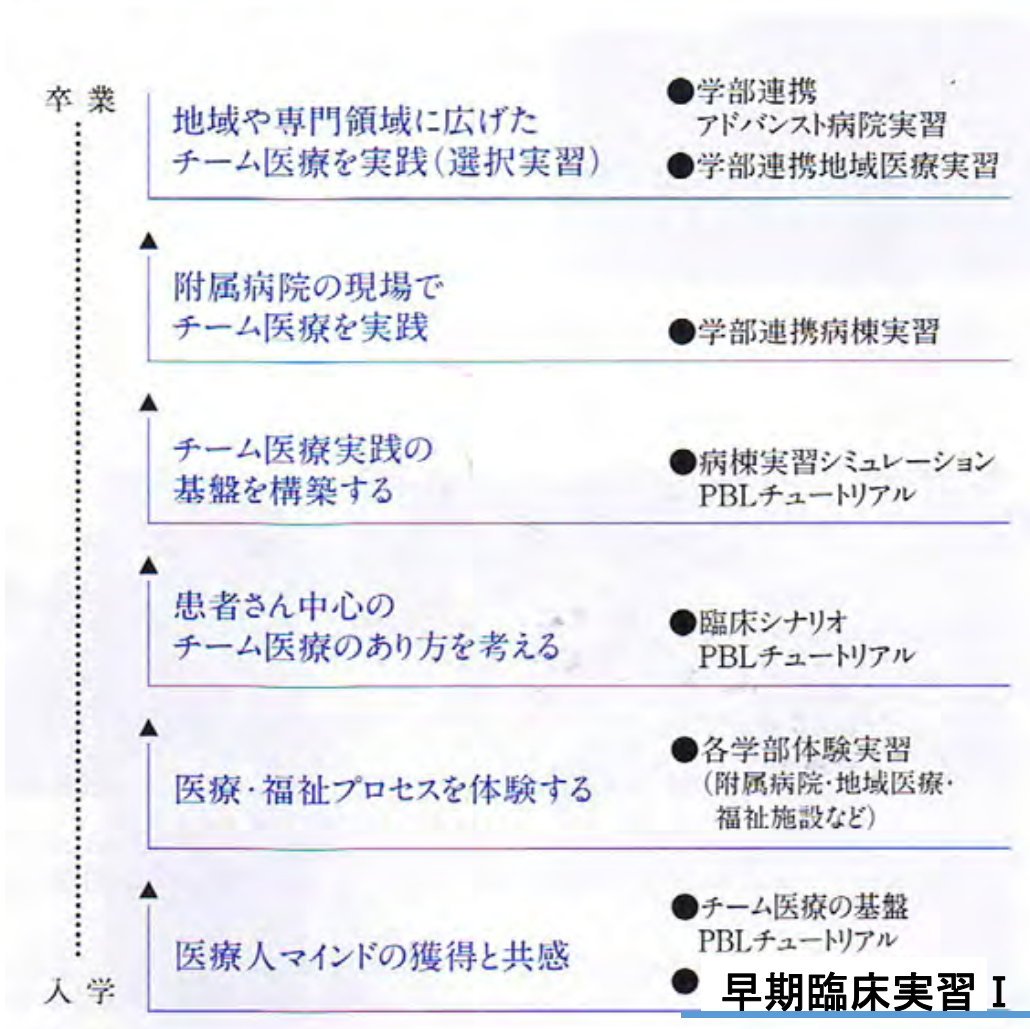 卒業
地域や専門領域に広げた
チーム医療を実践(選択実習)
●学部連携
アドバンスト病院実習
●学部連携地域医療実習
▲
附属病院の現場で
チーム医療を実践
●学部連携病棟実習
▲
チーム医療実践の
基盤を構築する
●病棟実習シミュレーション
PBLチュートリアル
▲
患者さん中心の
チーム医療のあり方を考える
●臨床シナリオ
PBLチュートリアル
▲
医療・福祉プロセスを体験する
●各学部体験実習
(附属病院・地域医療・
福祉施設など)
▲
医療人マインドの獲得と共感
●チーム医療の基盤
PBLチュートリアル
●早期臨床実習Ⅰ
入学